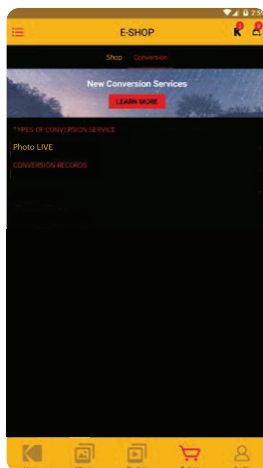 E-SHOP
Shop Conversion
New Conversion Services
LEARN MORE
TYPES OF CONVERSION SERVICE
Photo LIVE
CONVERSION RECORDS